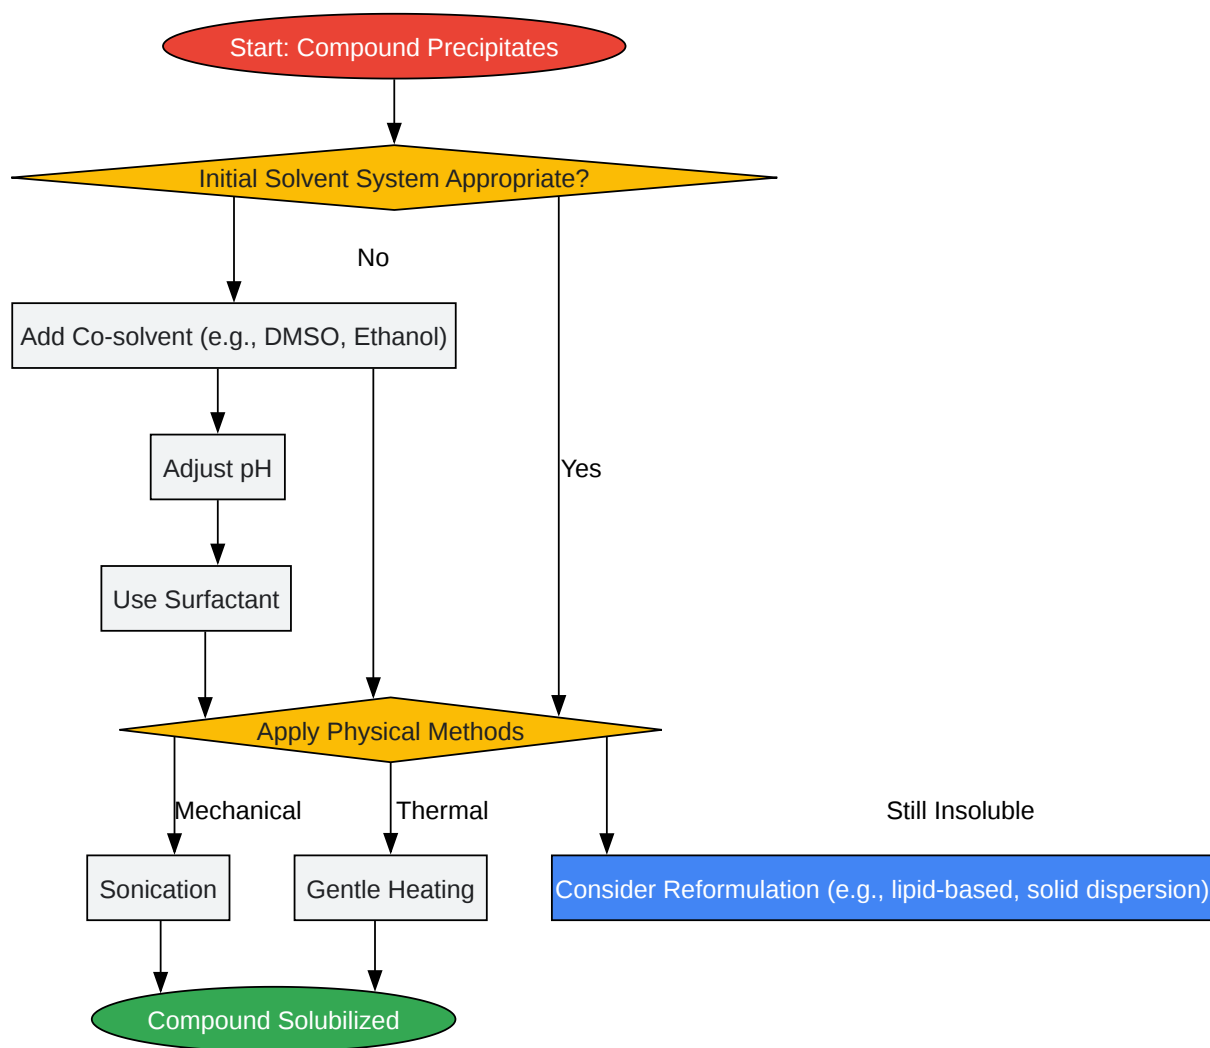 Start: Compound Precipitates
Initial Solvent System Appropriate?
No
Add Co-solvent (e.g., DMSO, Ethanol)
Adjust pH
Yes
Use Surfactant
Apply Physical Methods
Mechanical
Thermal
Still Insoluble
Sonication
Gentle Heating
Consider Reformulation (e.g., lipid-based, solid dispersion)
Compound Solubilized